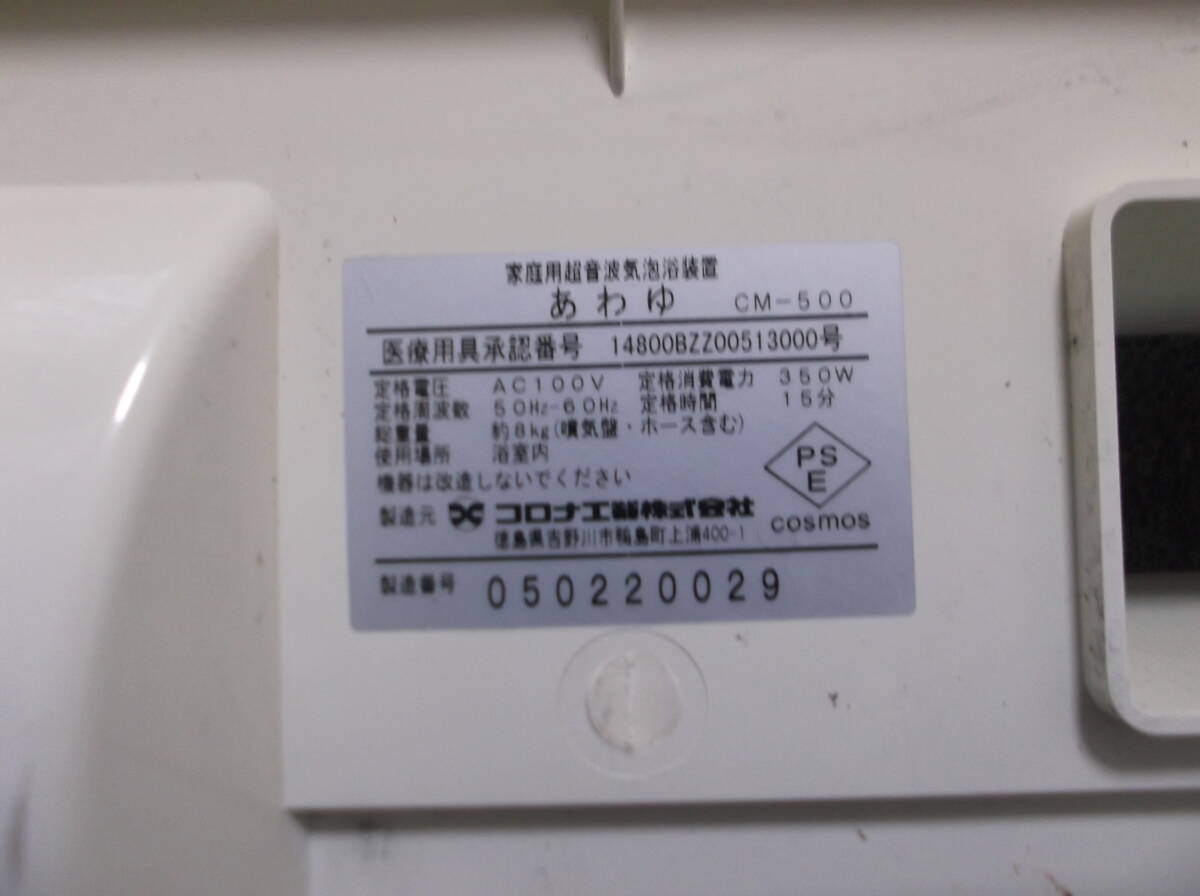 家庭用超音波気泡浴装置
あわゆ CM-500
医療用具承認番号 14800BZZ00513000号
定格電圧 AC100V 定格消費電力 350W
定格周波数 50Hz-60Hz 定格時間 15分
総重量 約8kg(噴気盤・ホース含む)
使用場所 浴室内
機器は改造しないでください
PS
E
cosmos
製造元 コロナ工業株式会社
徳島県吉野川市鴨島町上浦400-1
製造番号 050220029